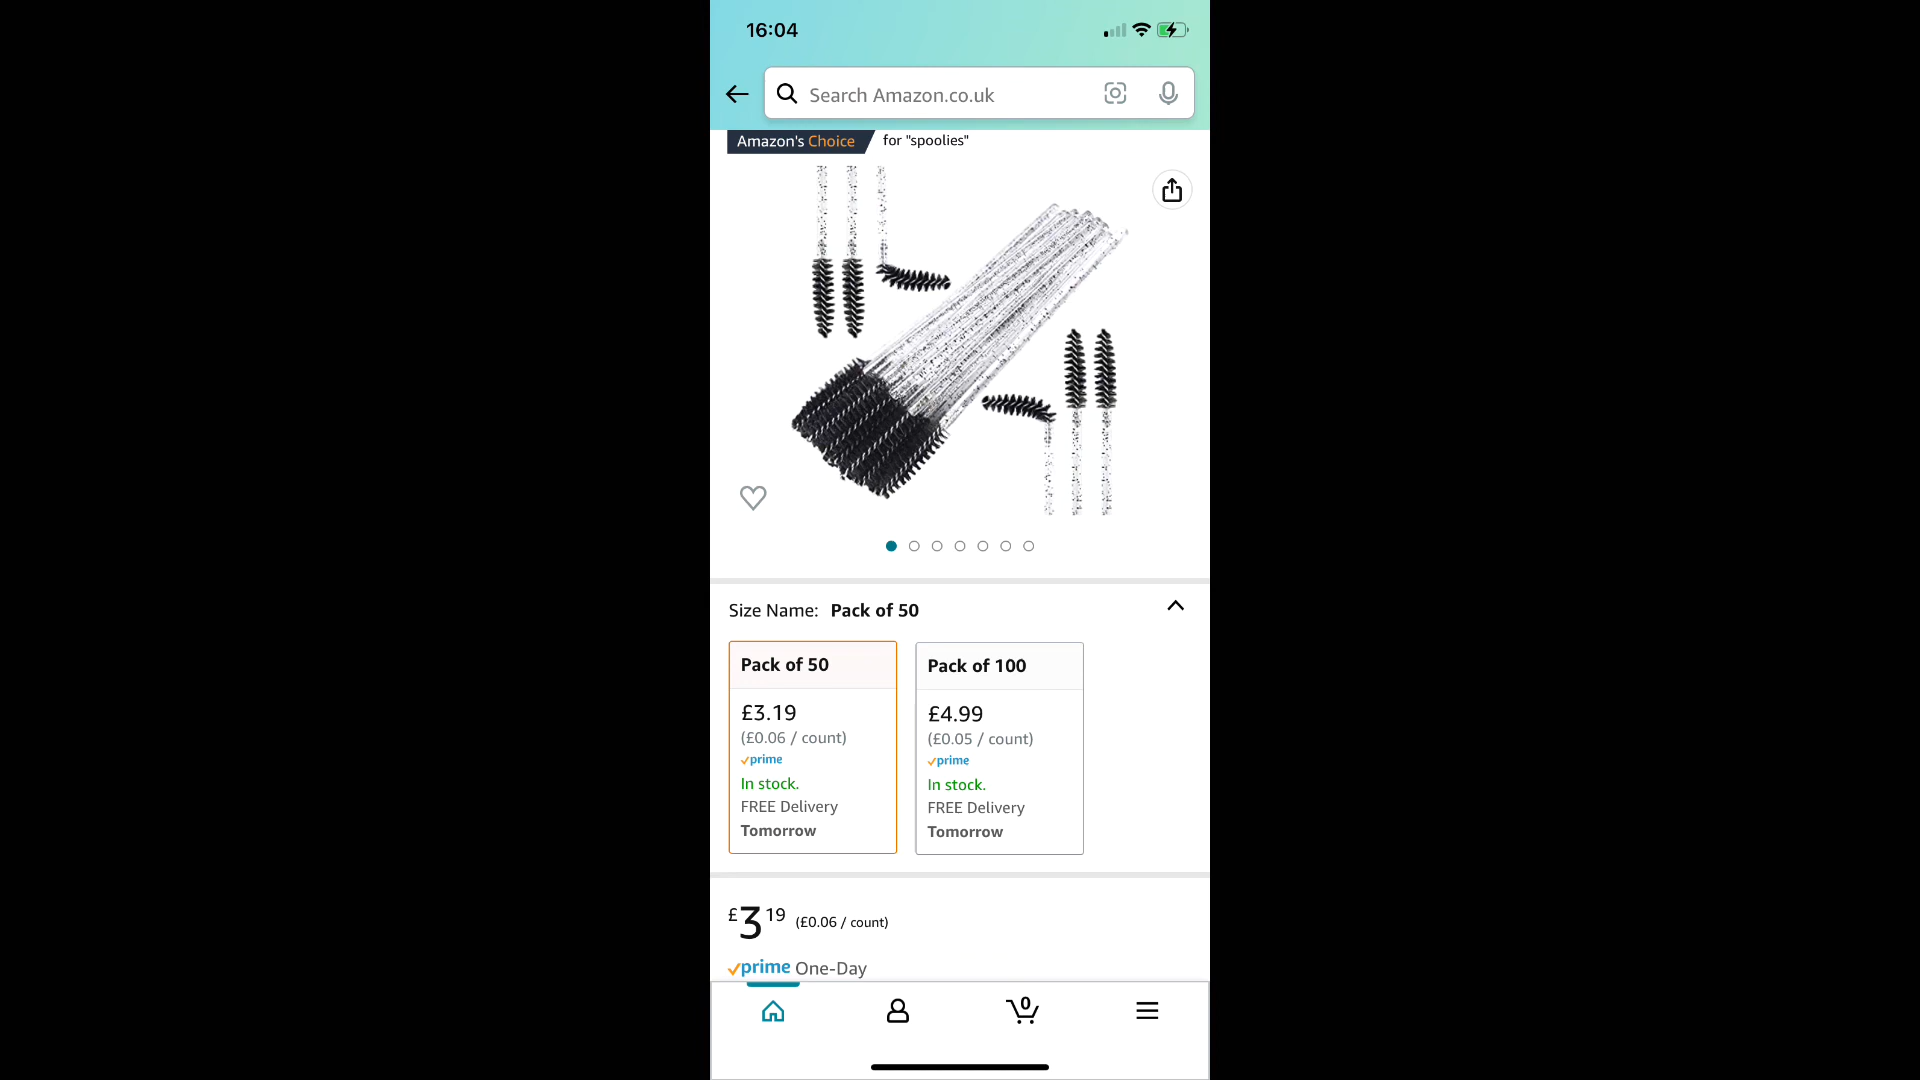 16:04
Search Amazon.co.uk
Amazon's Choice for "spoolies"
Size Name: Pack of 50
Pack of 50
£3.19
(£0.06 / count)
prime
In stock.
FREE Delivery
Tomorrow
Pack of 100
£4.99
(£0.05 / count)
prime
In stock.
FREE Delivery
Tomorrow
£3 19 (£0.06 / count)
prime One-Day
0